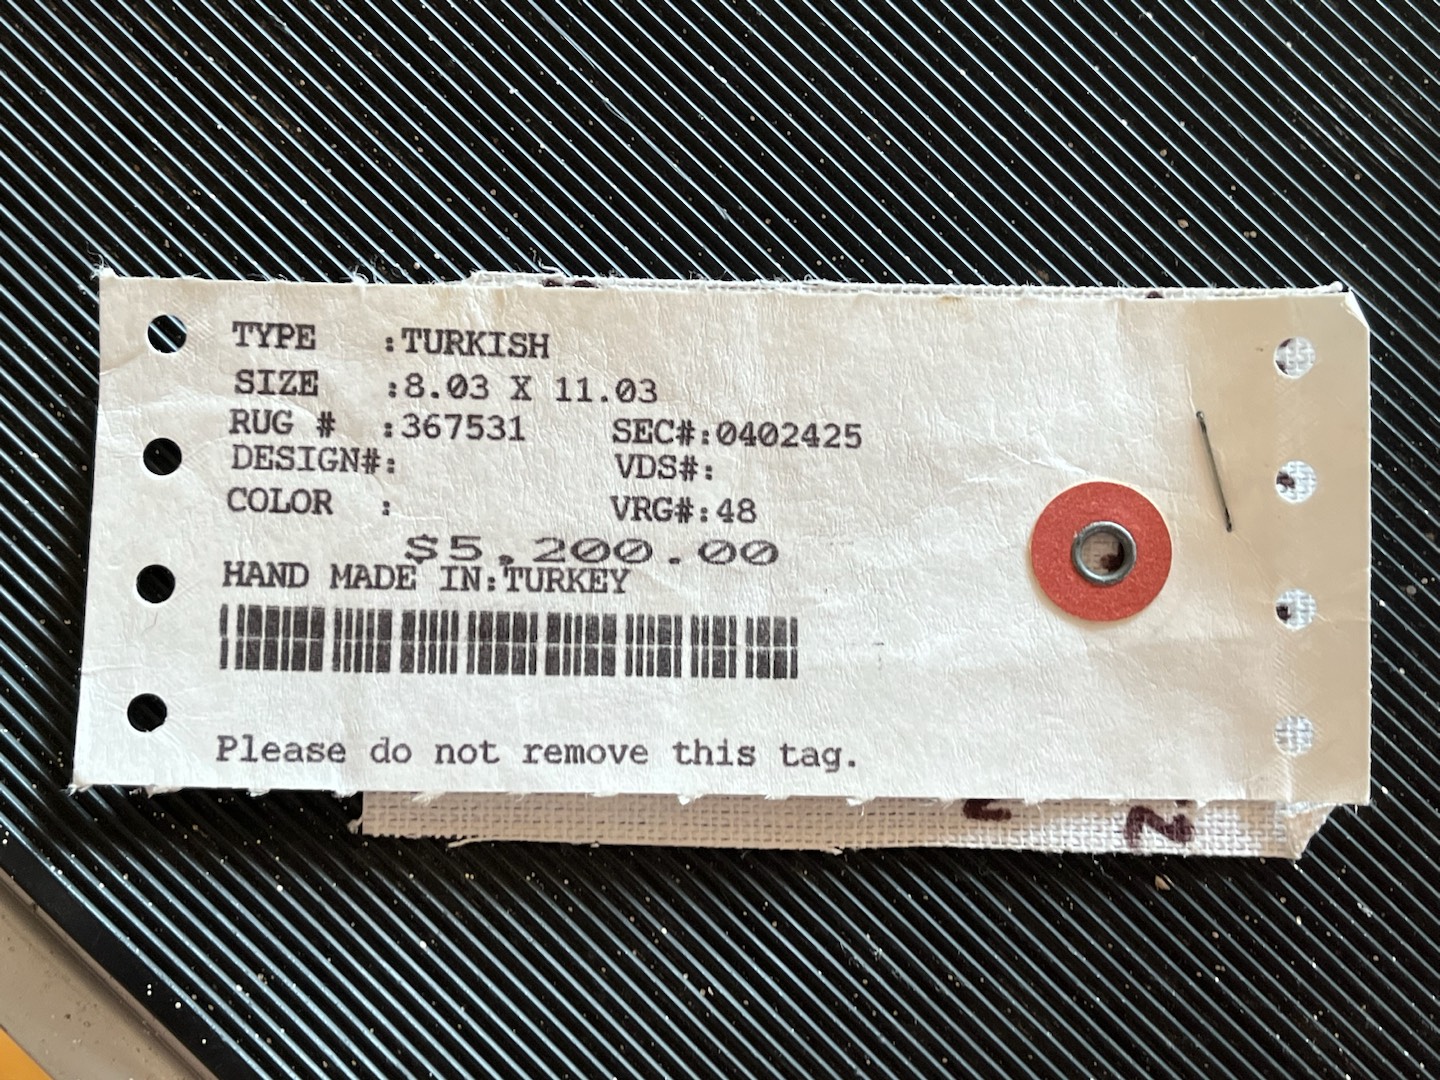 TYPE :TURKISH
SIZE :8.03 X 11.03
RUG # :367531 SEC#:0402425
DESIGN#: VDS#:
COLOR : VRG#:48
$5,200.00
HAND MADE IN:TURKEY
Please do not remove this tag.